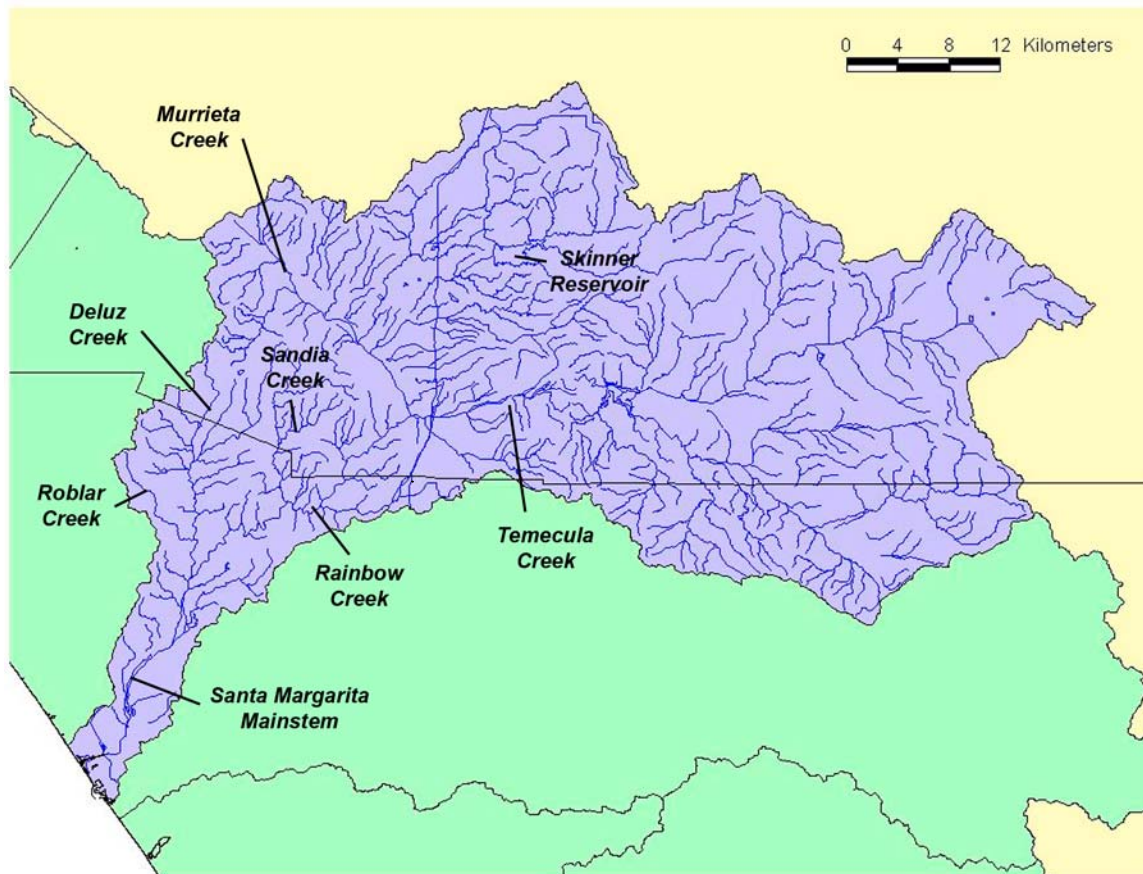 0 4 8 12 Kilometers
Murrieta
Creek
Skinner
Reservoir
Deluz
Creek
Sandia
Creek
Roblar
Creek
Temecula
Creek
Rainbow
Creek
Santa Margarita
Mainstem